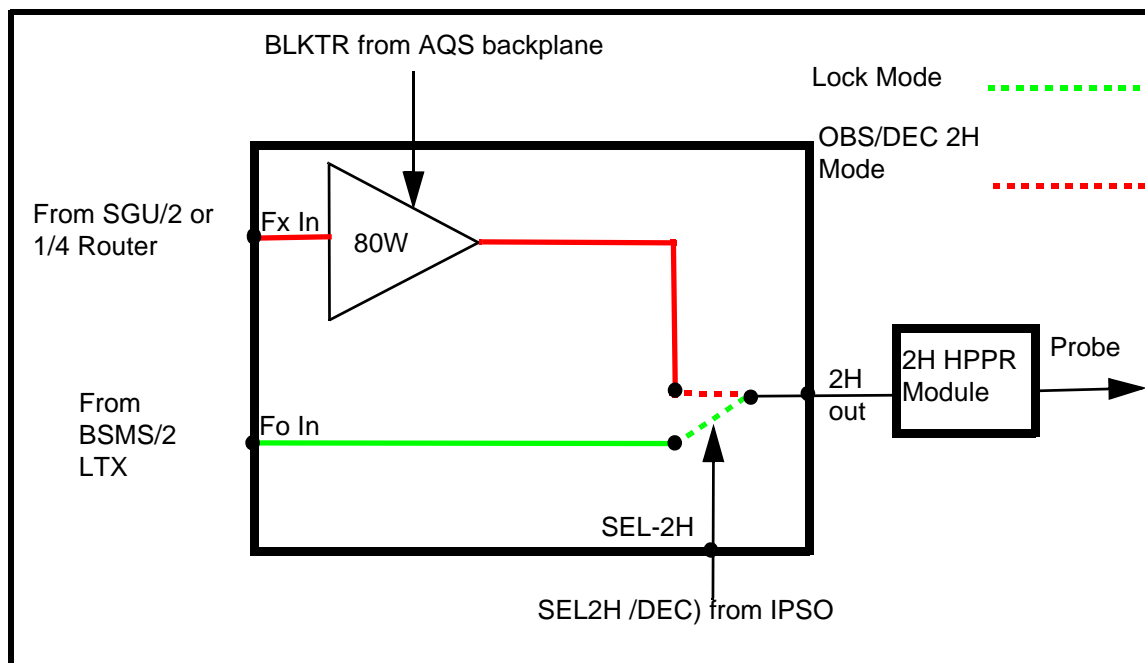 BLKTR from AQS backplane
Lock Mode
OBS/DEC 2H
Mode
From SGU/2 or
1/4 Router
Fx In
80W
2H HPPR
Module
Probe
2H
out
From
BSMS/2
LTX
Fo In
SEL-2H
SEL2H /DEC) from IPSO